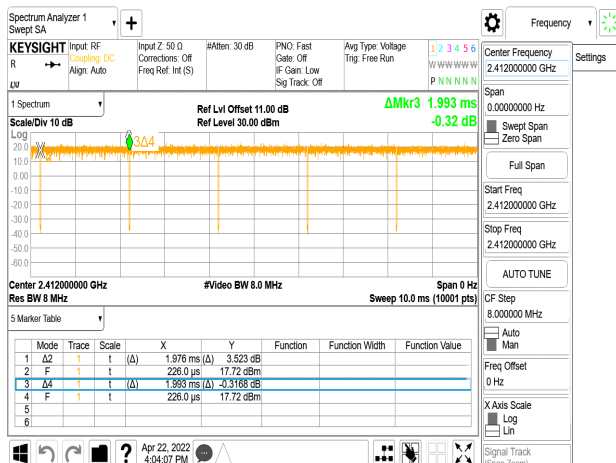 Spectrum Analyzer 1
Swept SA
+
Frequency
KEYSIGHT
R
Input: RF
Coupling: DC
Align: Auto
Input Z: 50 Ω
Corrections: Off
Freq Ref: Int (S)
#Atten: 30 dB
PNO: Fast
Gate: Off
IF Gain: Low
Sig Track: Off
Avg Type: Voltage
Trig: Free Run
1 2 3 4 5 6
W W W W W W
P N N N N N
Center Frequency
2.412000000 GHz
Settings
1 Spectrum
Scale/Div 10 dB
Ref Lvl Offset 11.00 dB
Ref Level 30.00 dBm
ΔMkr3 1.993 ms
-0.32 dB
Span
0.00000000 Hz
Swept Span
Zero Span
Log
20.0
10.0
0.00
-10.0
-20.0
-30.0
-40.0
-50.0
-60.0
3Δ4
Full Span
Start Freq
2.412000000 GHz
Stop Freq
2.412000000 GHz
AUTO TUNE
Center 2.412000000 GHz
Res BW 8 MHz
#Video BW 8.0 MHz
Span 0 Hz
Sweep 10.0 ms (10001 pts)
CF Step
8.000000 MHz
Auto
Man
5 Marker Table
Mode Trace Scale X Y Function Function Width Function Value
1 Δ2 1 t (Δ) 1.976 ms (Δ) 3.523 dB
2 F 1 t 226.0 µs 17.72 dBm
3 Δ4 1 t (Δ) 1.993 ms (Δ) -0.3168 dB
4 F 1 t 226.0 µs 17.72 dBm
5
6
Freq Offset
0 Hz
X Axis Scale
Log
Lin
Signal Track
(Span Zoom)
?
Apr 22, 2022
4:04:07 PM